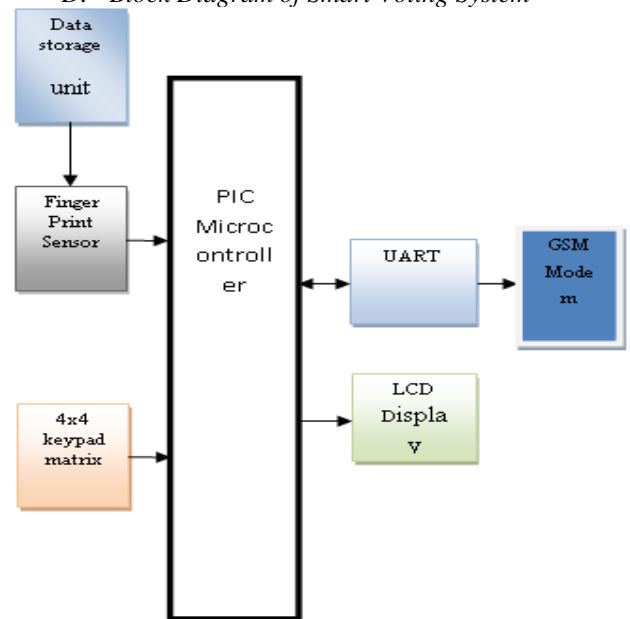 B. Block Diagram of Smart Voting System
Data
storage
unit
Finger
Print
Sensor
PIC
Microc
ontroll
er
UART
GSM
Mode
m
LCD
Displa
y
4x4
keypad
matrix